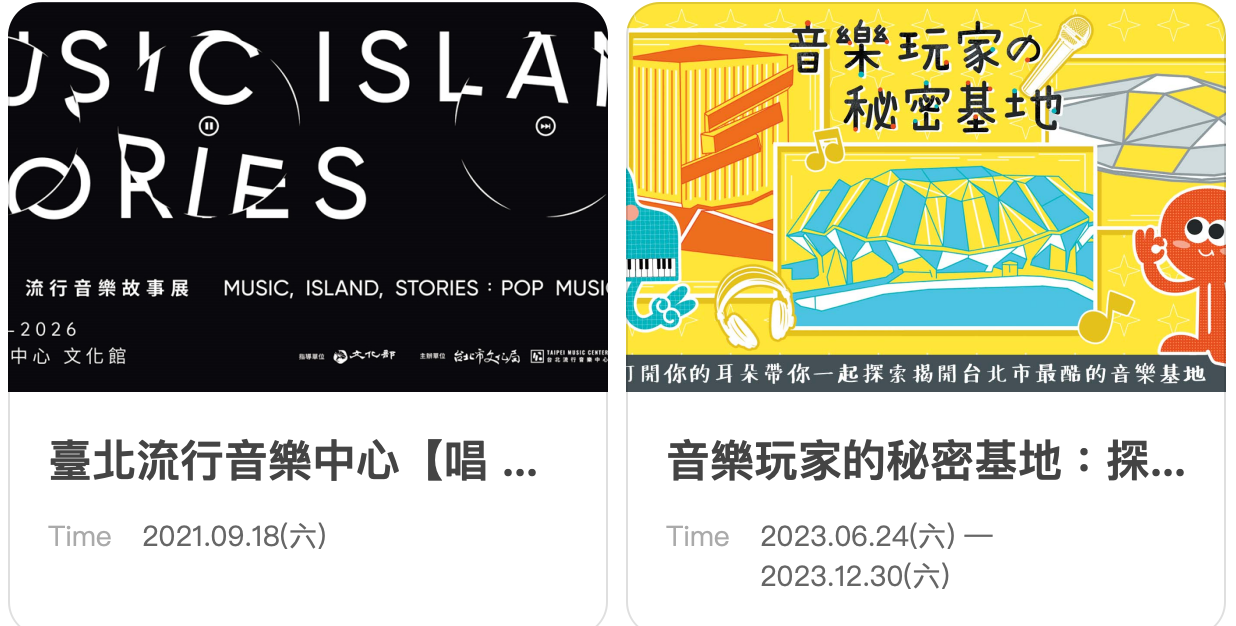 USIC ISLAN
ORIES
流行音樂故事展 MUSIC, ISLAND, STORIES：POP MUSI
-2026
中心 文化館
指導單位 文化部 主辦單位 台北市文化局 TAIPEI MUSIC CENTER
台北流行音樂中心
臺北流行音樂中心【唱 ...
Time 2021.09.18(六)
音樂玩家の
秘密基地
打開你的耳朵帶你一起探索揭開台北市最酷的音樂基地
音樂玩家的秘密基地：探...
Time 2023.06.24(六) —
2023.12.30(六)